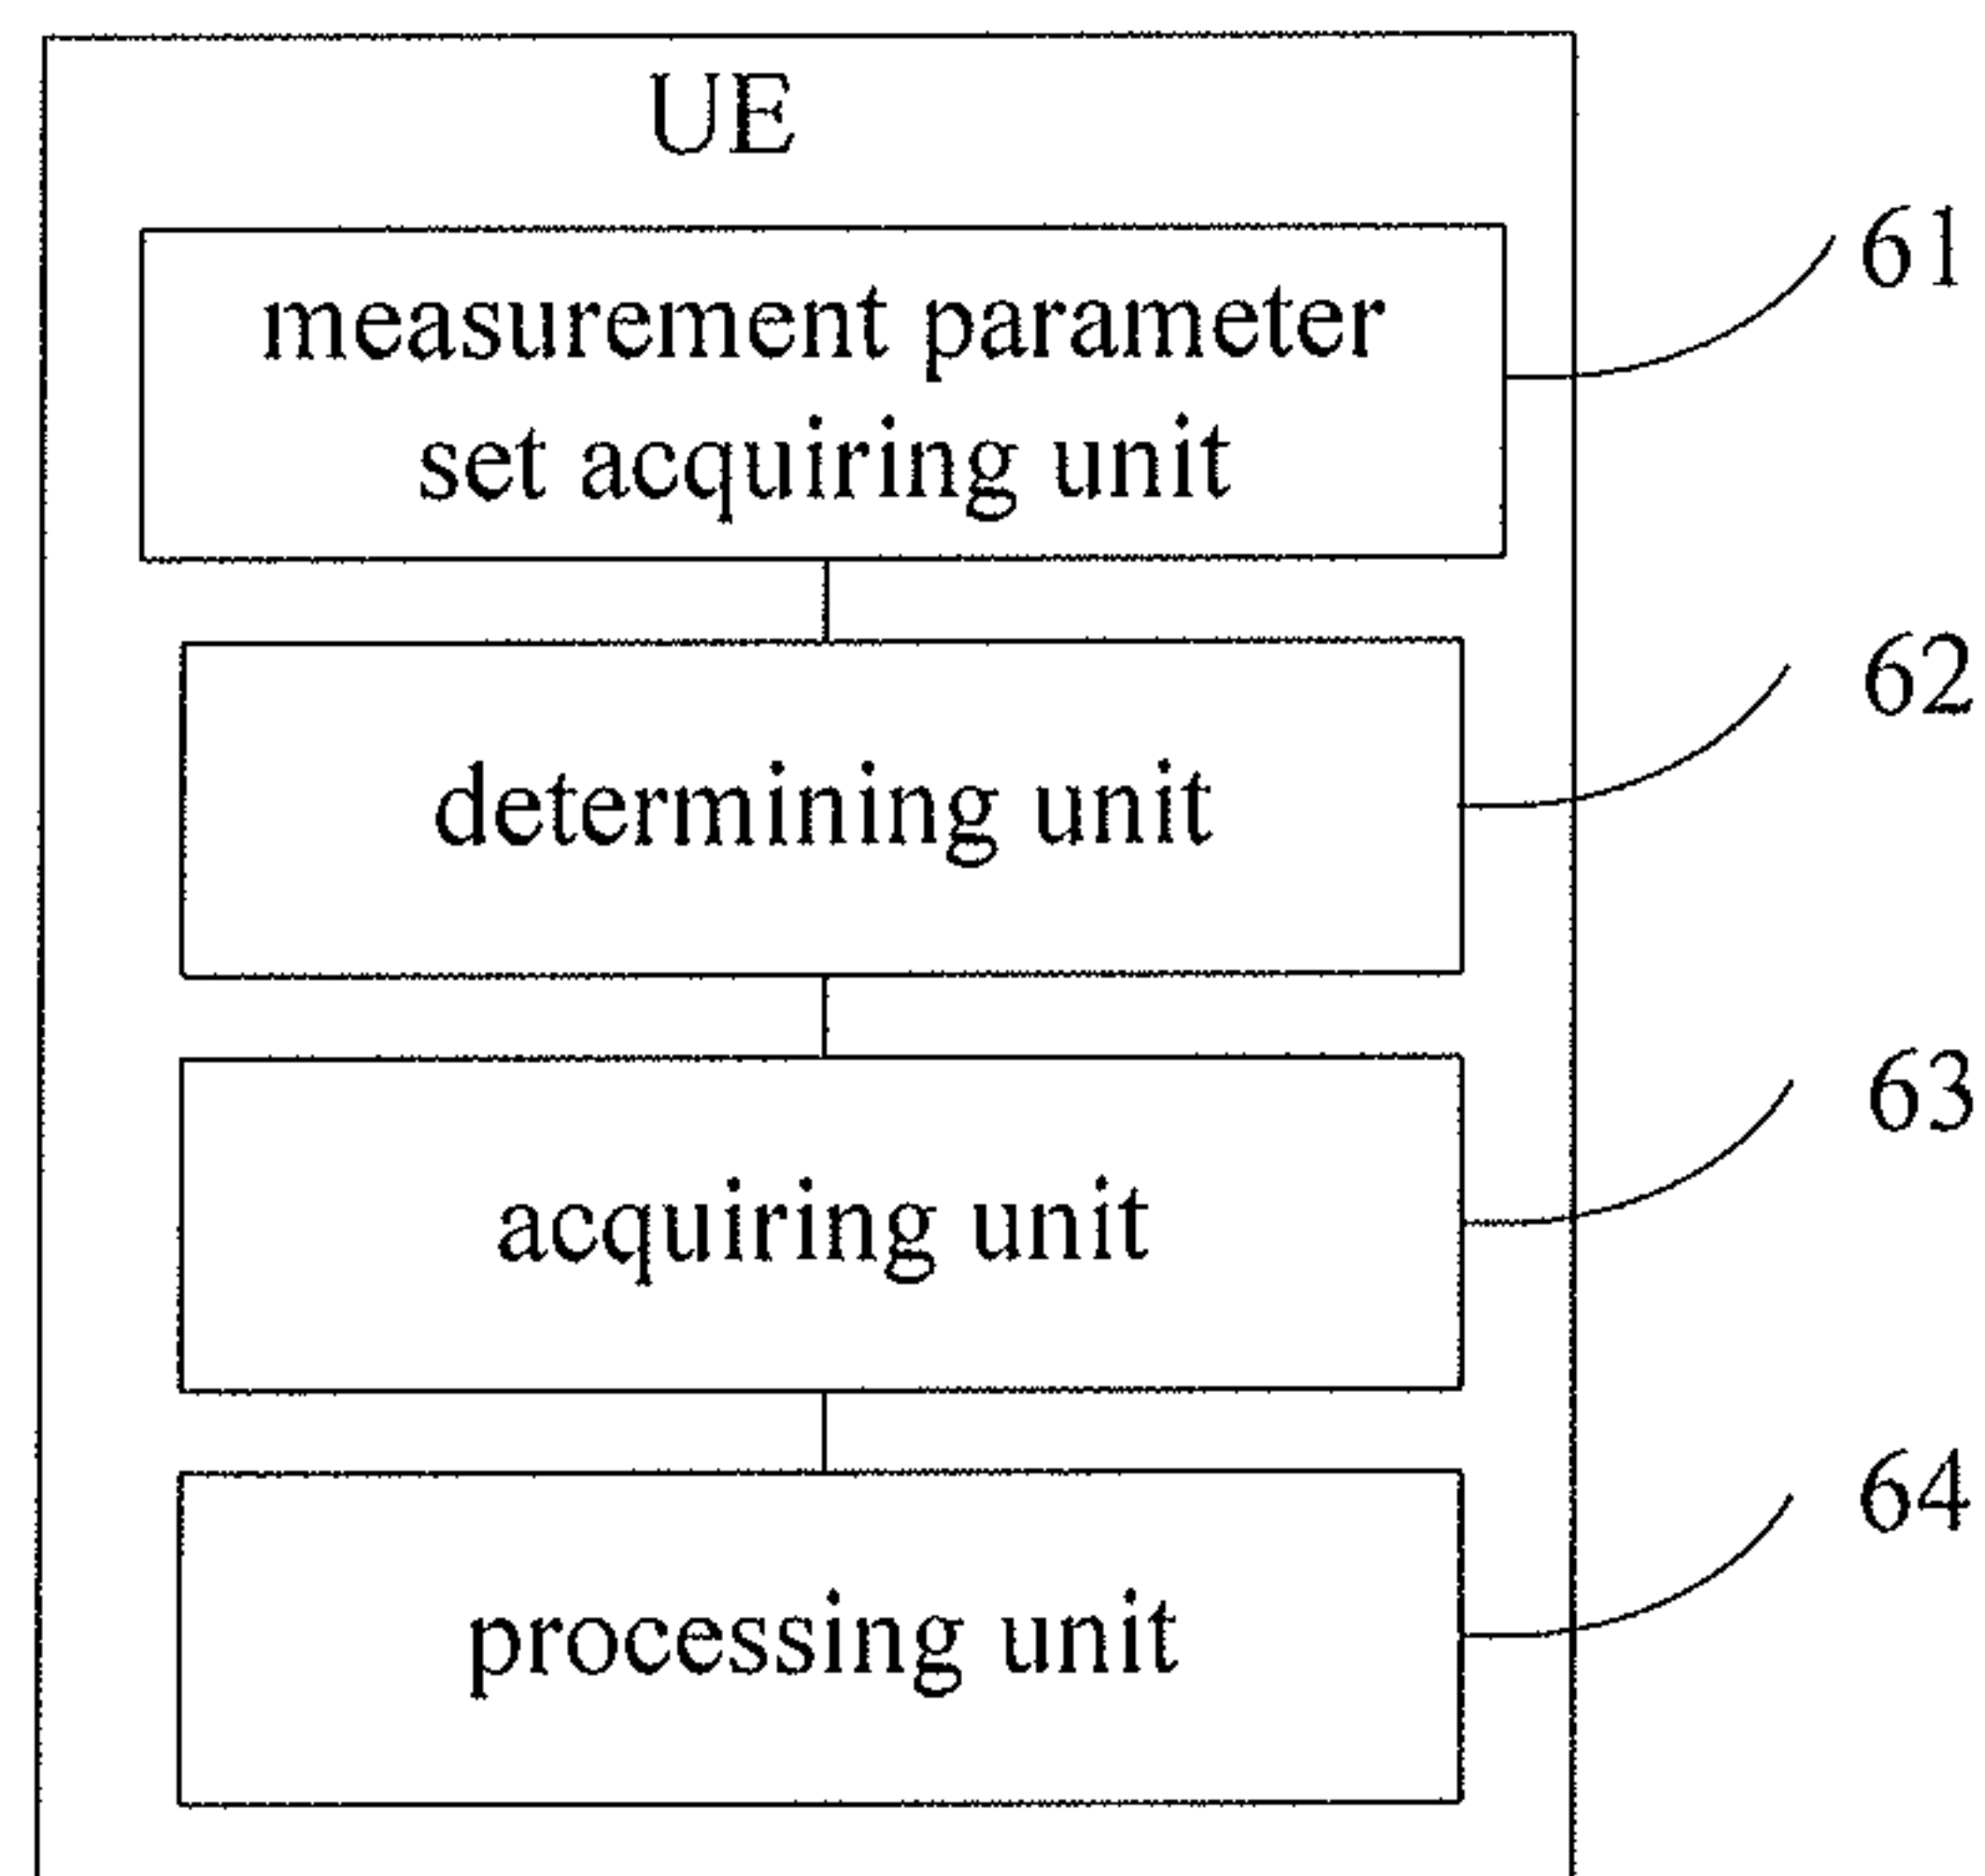 UE
measurement parameter
set acquiring unit
61
determining unit
62
acquiring unit
63
processing unit
64